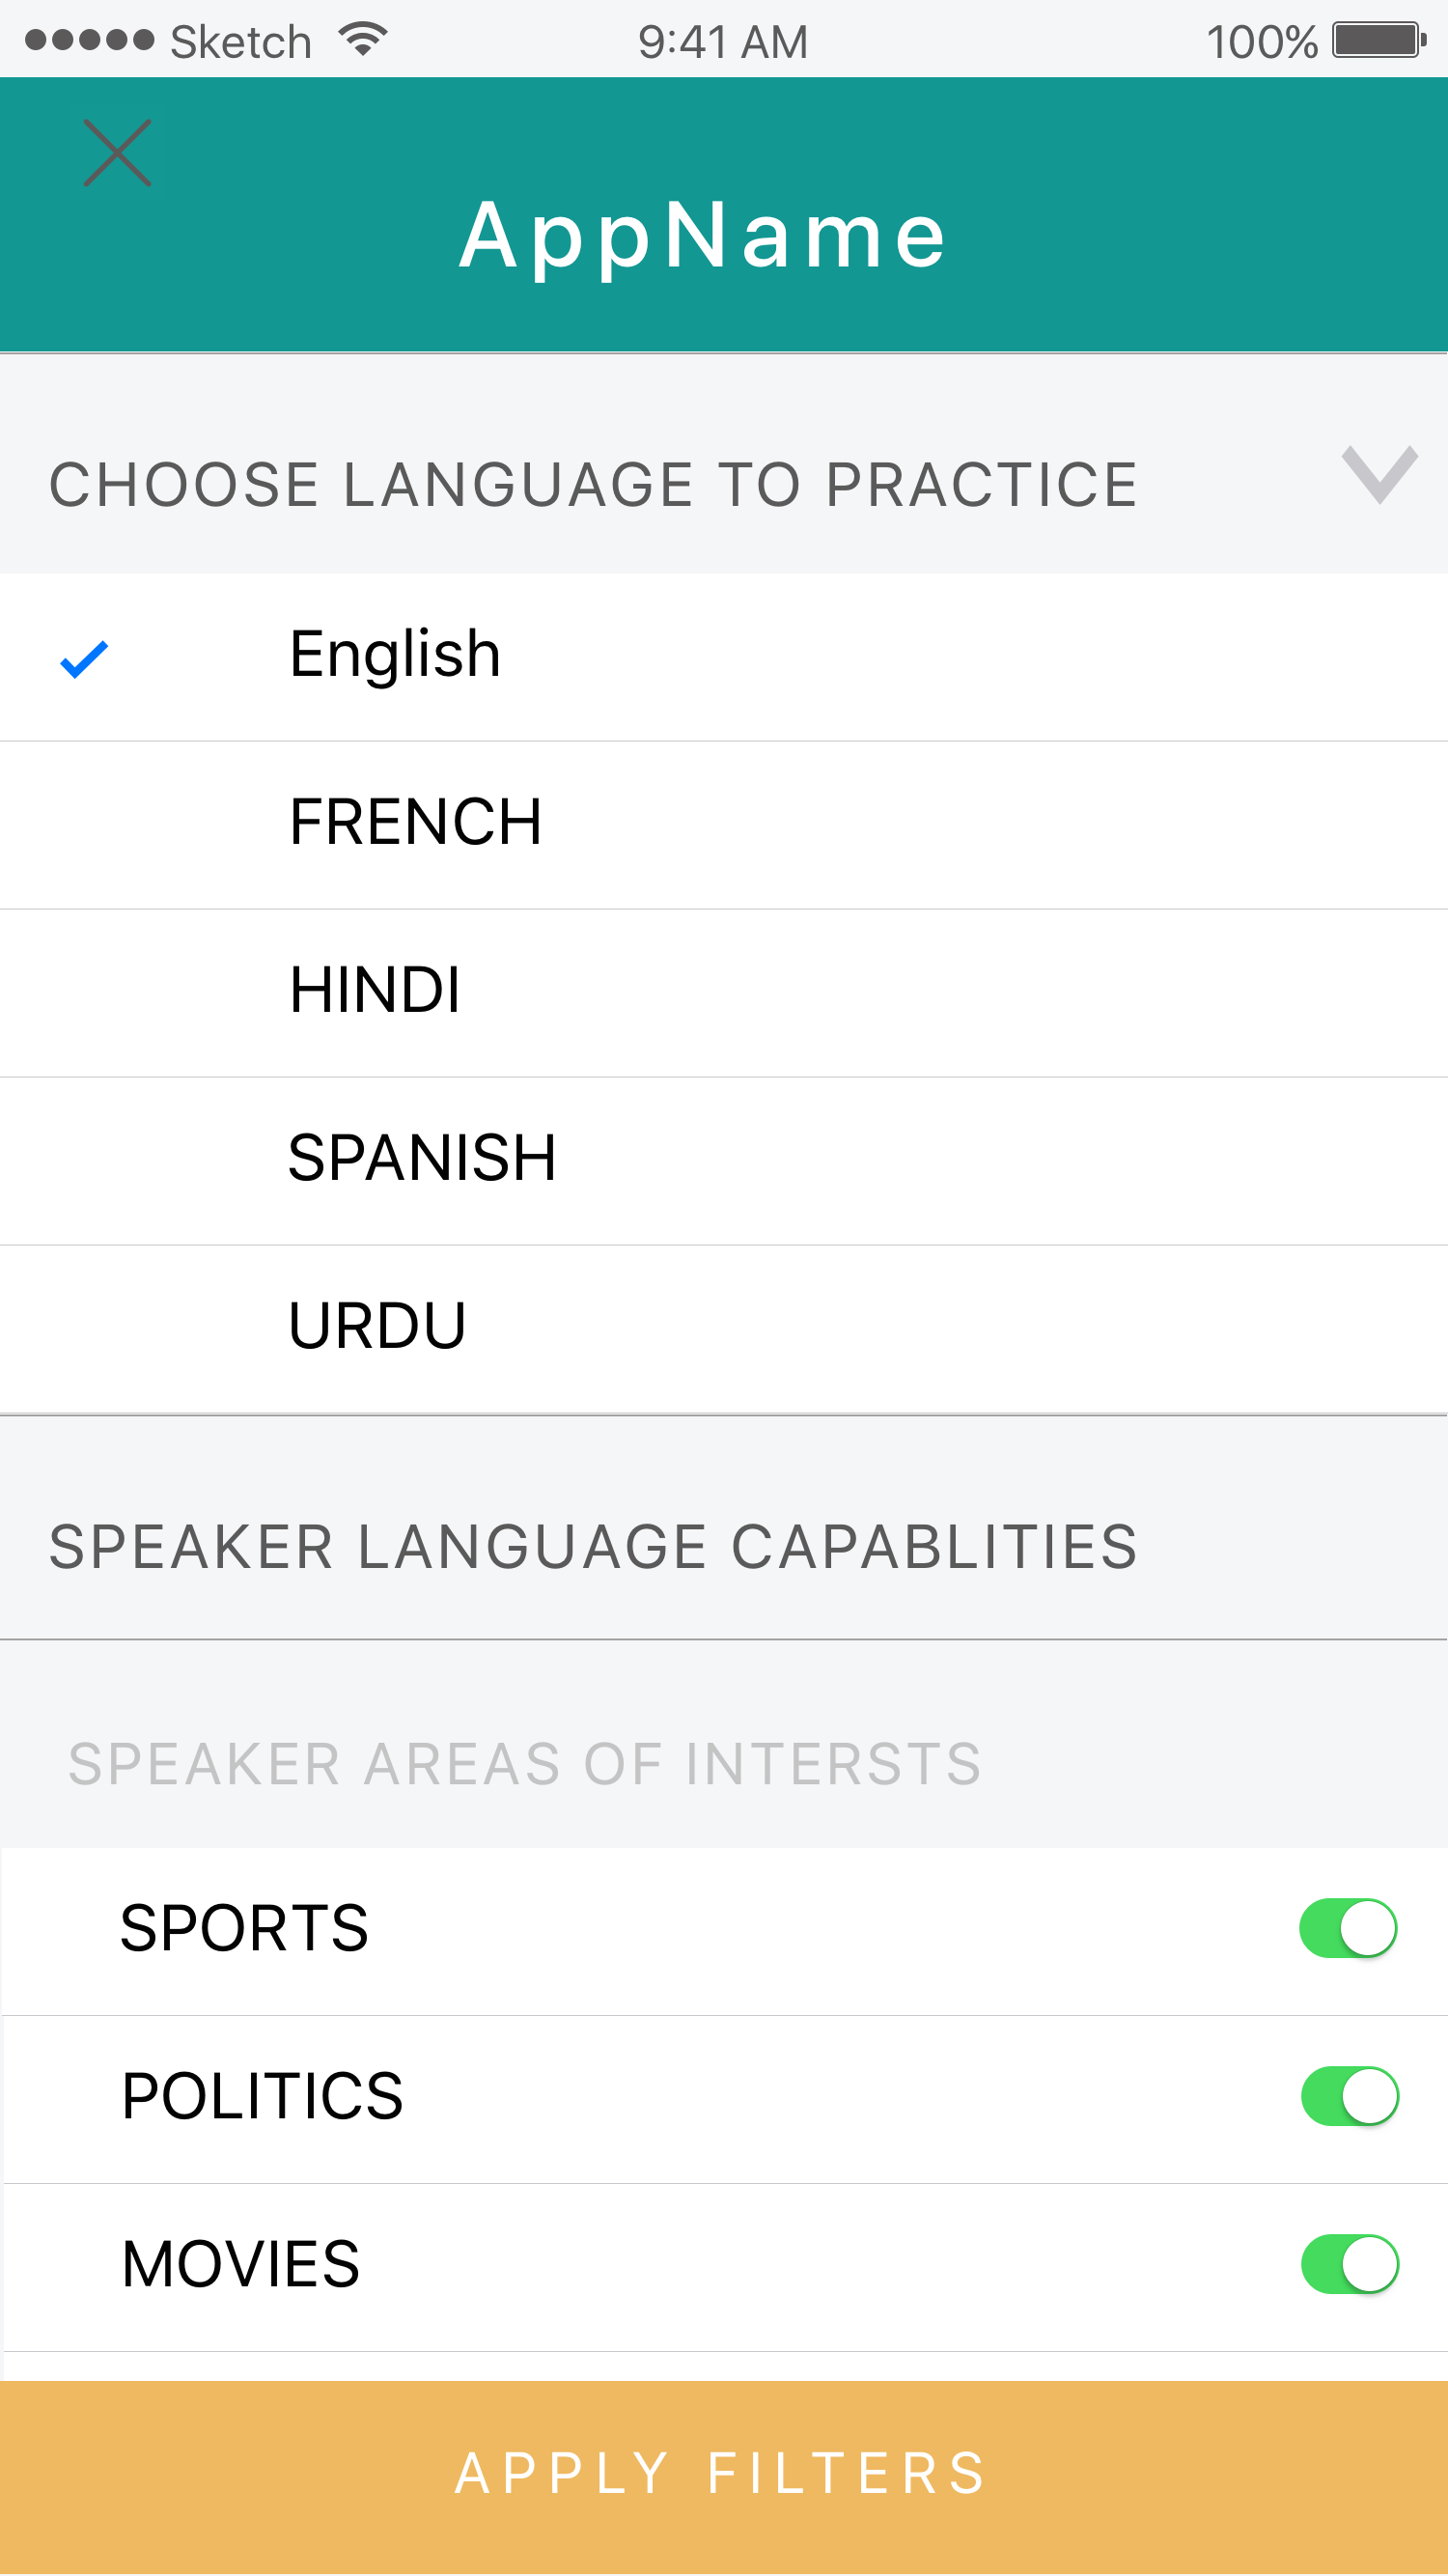 Sketch 9:41 AM 100%
AppName
CHOOSE LANGUAGE TO PRACTICE
English
FRENCH
HINDI
SPANISH
URDU
SPEAKER LANGUAGE CAPABLITIES
SPEAKER AREAS OF INTERSTS
SPORTS
POLITICS
MOVIES
APPLY FILTERS